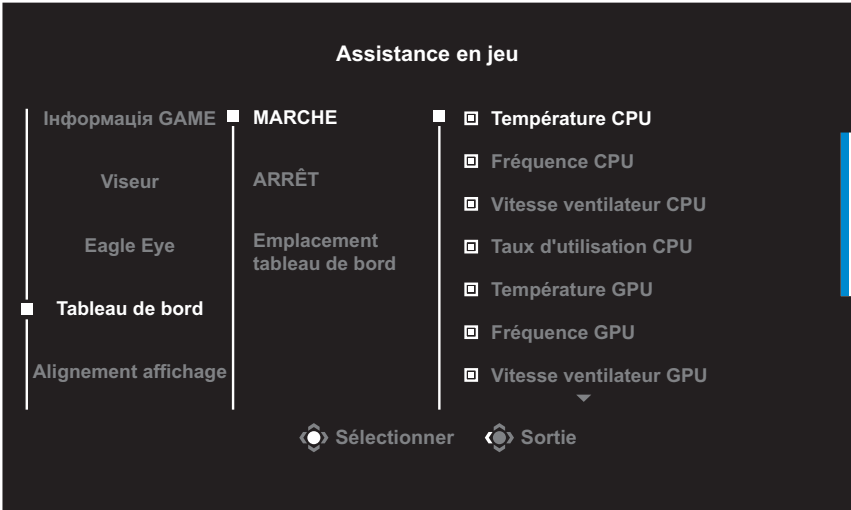 Assistance en jeu
Інформація GAME
Viseur
Eagle Eye
Tableau de bord
Alignement affichage
MARCHE
ARRÊT
Emplacement
tableau de bord
Température CPU
Fréquence CPU
Vitesse ventilateur CPU
Taux d'utilisation CPU
Température GPU
Fréquence GPU
Vitesse ventilateur GPU
Sélectionner
Sortie